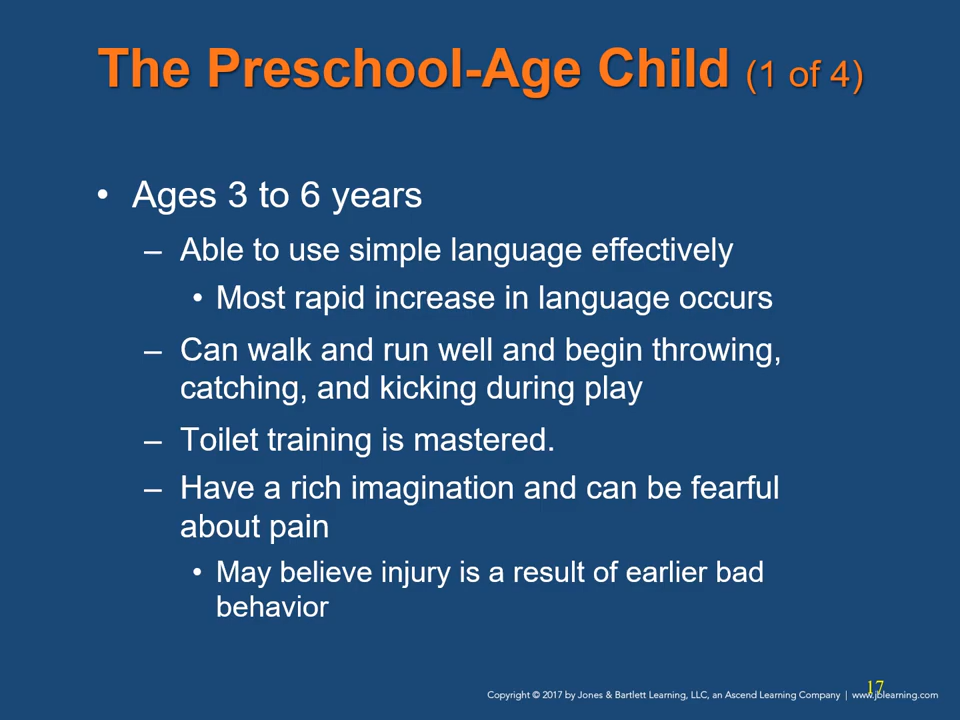 The Preschool-Age Child (1 of 4)
• Ages 3 to 6 years
– Able to use simple language effectively
• Most rapid increase in language occurs
– Can walk and run well and begin throwing,
catching, and kicking during play
– Toilet training is mastered.
– Have a rich imagination and can be fearful
about pain
• May believe injury is a result of earlier bad
behavior
17
Copyright © 2017 by Jones & Bartlett Learning, LLC, an Ascend Learning Company | www.jblearning.com